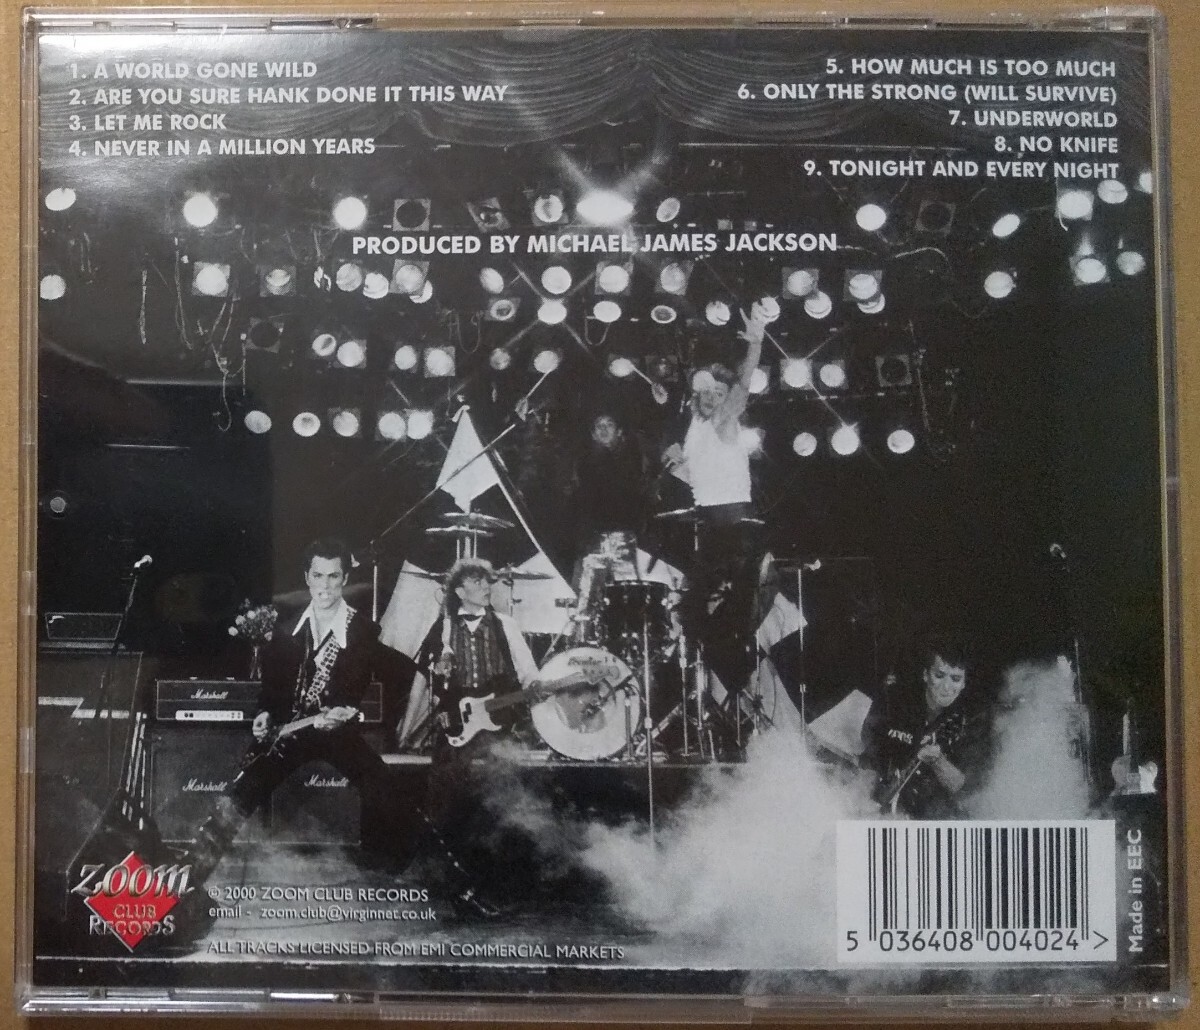 1. A WORLD GONE WILD
2. ARE YOU SURE HANK DONE IT THIS WAY
3. LET ME ROCK
4. NEVER IN A MILLION YEARS
5. HOW MUCH IS TOO MUCH
6. ONLY THE STRONG (WILL SURVIVE)
7. UNDERWORLD
8. NO KNIFE
9. TONIGHT AND EVERY NIGHT
PRODUCED BY MICHAEL JAMES JACKSON
Marshall
Marshall
Marshall
ZOOM
CLUB
RECORDS
© 2000 ZOOM CLUB RECORDS
email - zoom.club@virginnet.co.uk
ALL TRACKS LICENSED FROM EMI COMMERCIAL MARKETS
5 036408 004024 >
Made in EEC